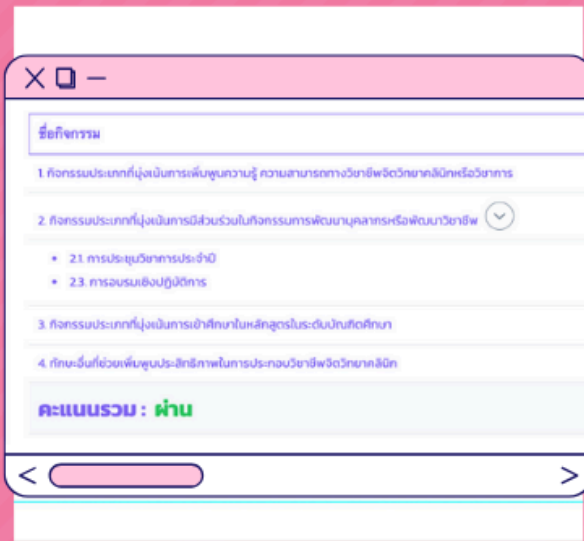 ชื่อกิจกรรม
1. กิจกรรมประเภทที่มุ่งเน้นการเพิ่มพูนความรู้ ความสามารถทางวิชาชีพจิตวิทยาคลินิกหรือวิชาการ
2. กิจกรรมประเภทที่มุ่งเน้นการมีส่วนร่วมในกิจกรรมการพัฒนาบุคลากรหรือพัฒนาวิชาชีพ
• 2.1. การประชุมวิชาการประจำปี
• 2.3. การอบรมเชิงปฏิบัติการ
3. กิจกรรมประเภทที่มุ่งเน้นการเข้าศึกษาในหลักสูตรในระดับบัณฑิตศึกษา
4. ทักษะอื่นที่ช่วยเพิ่มพูนประสิทธิภาพในการประกอบวิชาชีพจิตวิทยาคลินิก
คะแนนรวม : ผ่าน